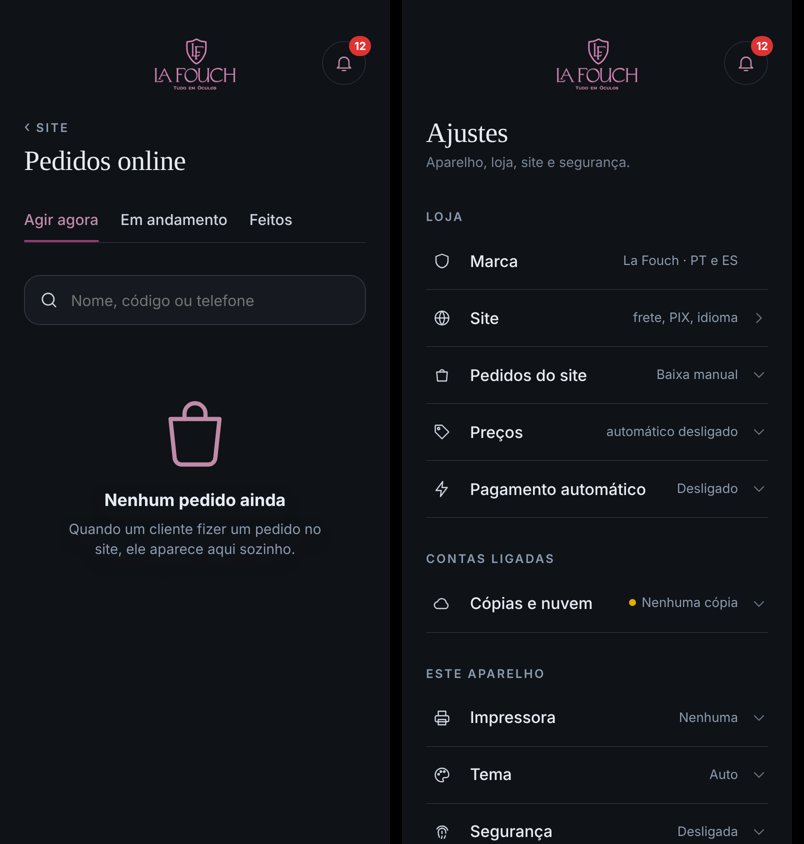 LA FOUCH
TUDO EM ÓCULOS
12
SITE
Pedidos online
Agir agora
Em andamento
Feitos
Nome, código ou telefone
Nenhum pedido ainda
Quando um cliente fizer um pedido no
site, ele aparece aqui sozinho.
LA FOUCH
TUDO EM ÓCULOS
12
Ajustes
Aparelho, loja, site e segurança.
LOJA
Marca
La Fouch · PT e ES
Site
frete, PIX, idioma
Pedidos do site
Baixa manual
Preços
automático desligado
Pagamento automático
Desligado
CONTAS LIGADAS
Cópias e nuvem
Nenhuma cópia
ESTE APARELHO
Impressora
Nenhuma
Tema
Auto
Segurança
Desligada